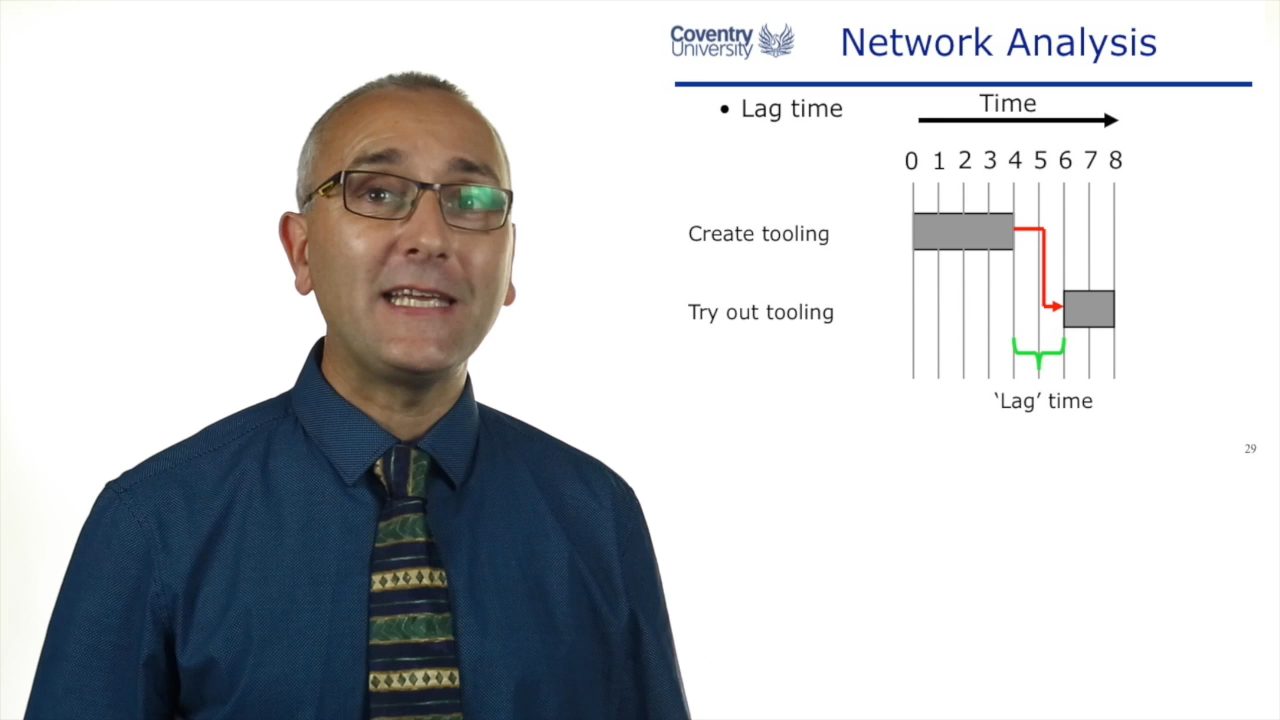 Coventry
University
Network Analysis
• Lag time
Time
0 1 2 3 4 5 6 7 8
Create tooling
Try out tooling
'Lag' time
29